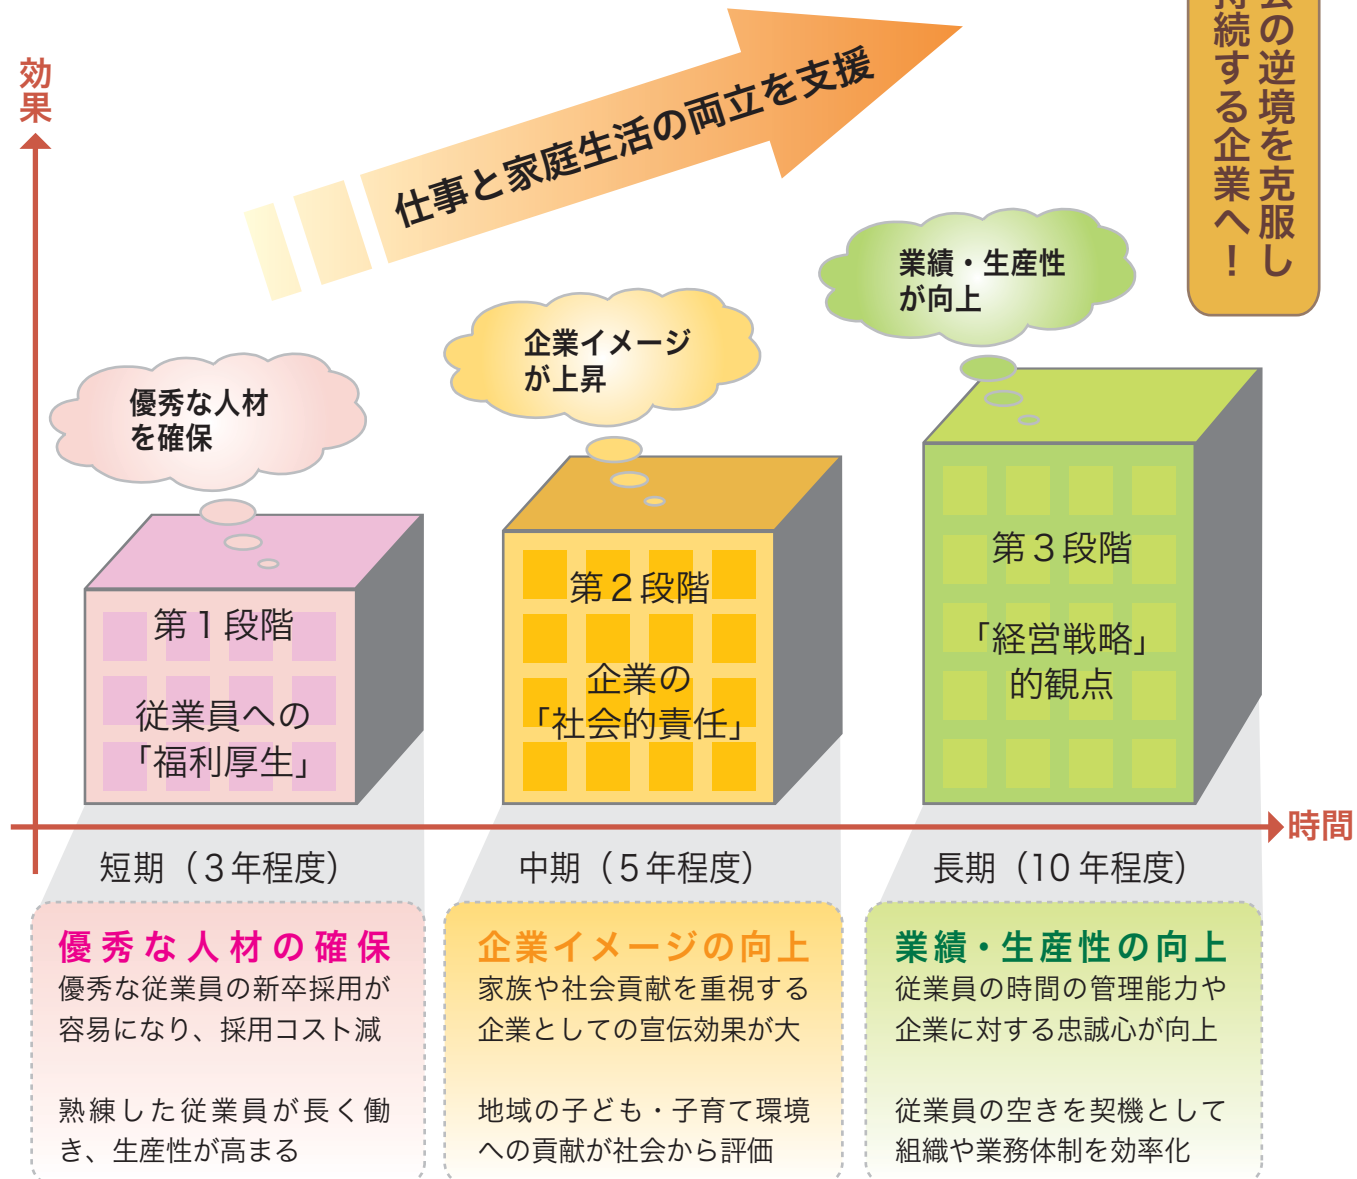 効果
仕事と家庭生活の両立を支援
の逆境を克服し
続する企業へ！
業績・生産性
が向上
企業イメージ
が上昇
優秀な人材
を確保
第１段階
従業員への
「福利厚生」
第２段階
企業の
「社会的責任」
第３段階
「経営戦略」
的観点
時間
短期（３年程度）
中期（５年程度）
長期（10 年程度）
優秀な人材の確保
優秀な従業員の新卒採用が
容易になり、採用コスト減
熟練した従業員が長く働
き、生産性が高まる
企業イメージの向上
家族や社会貢献を重視する
企業としての宣伝効果が大
地域の子ども・子育て環境
への貢献が社会から評価
業績・生産性の向上
従業員の時間の管理能力や
企業に対する忠誠心が向上
従業員の空きを契機として
組織や業務体制を効率化